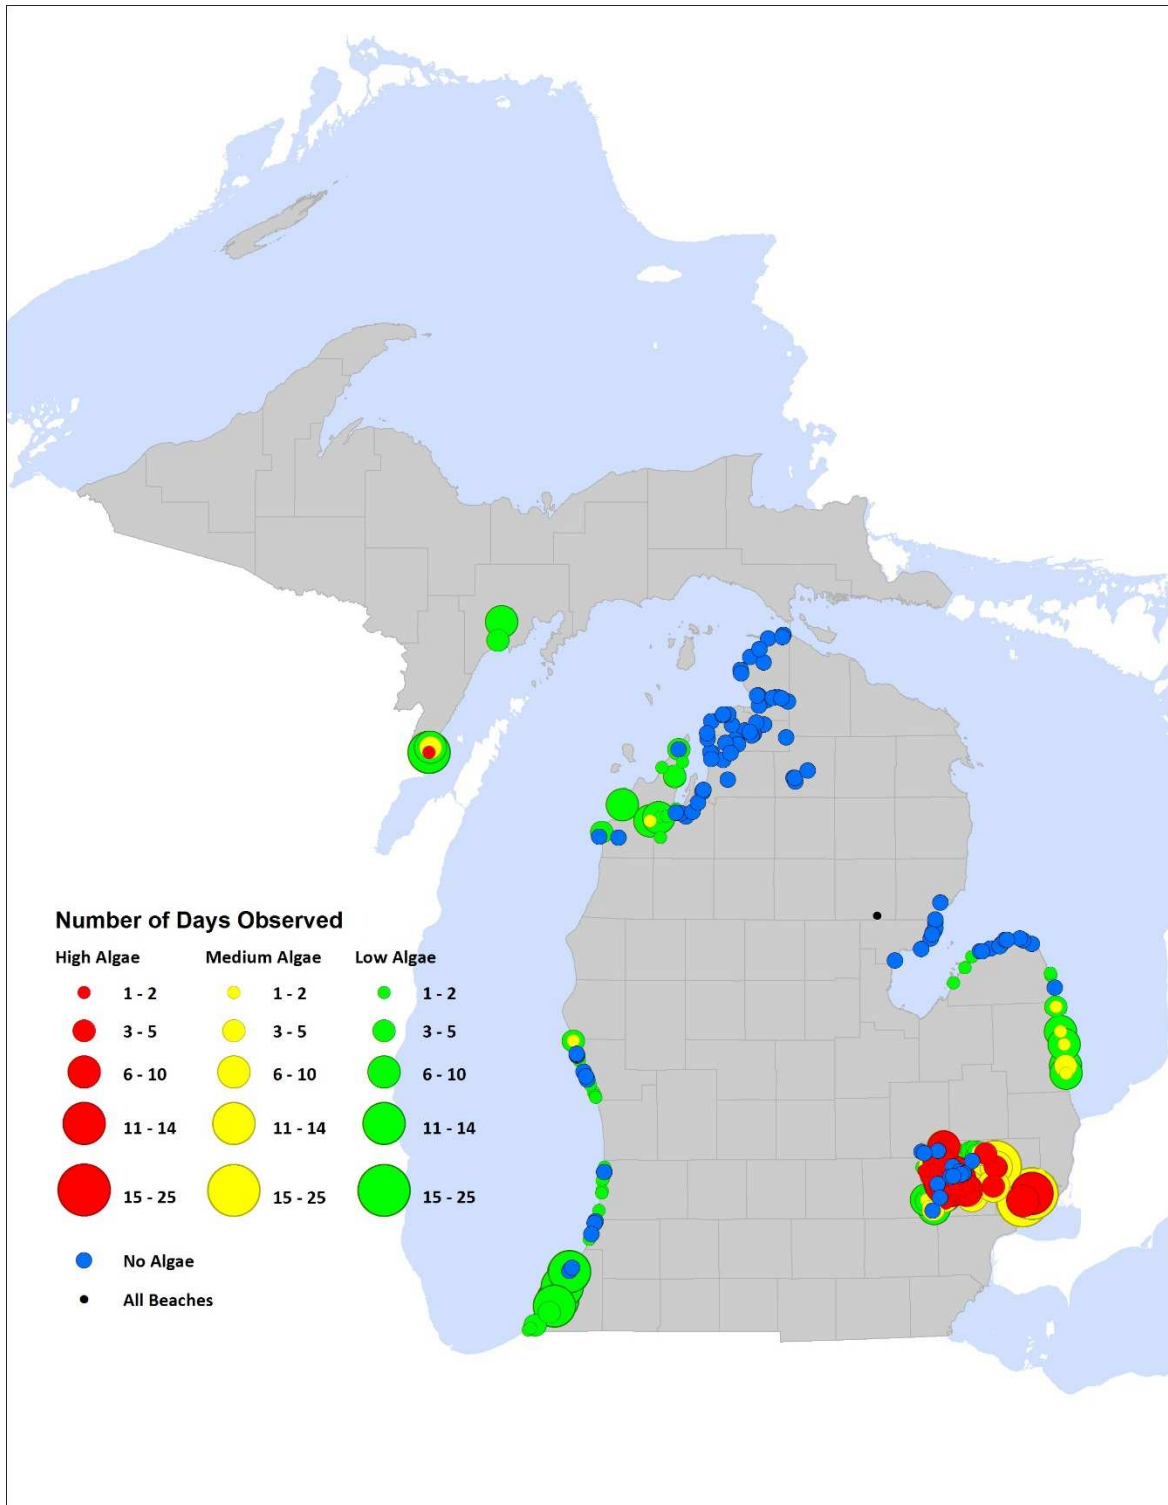 Number of Days Observed
High Algae Medium Algae Low Algae
1 - 2 1 - 2 1 - 2
3 - 5 3 - 5 3 - 5
6 - 10 6 - 10 6 - 10
11 - 14 11 - 14 11 - 14
15 - 25 15 - 25 15 - 25
No Algae
All Beaches